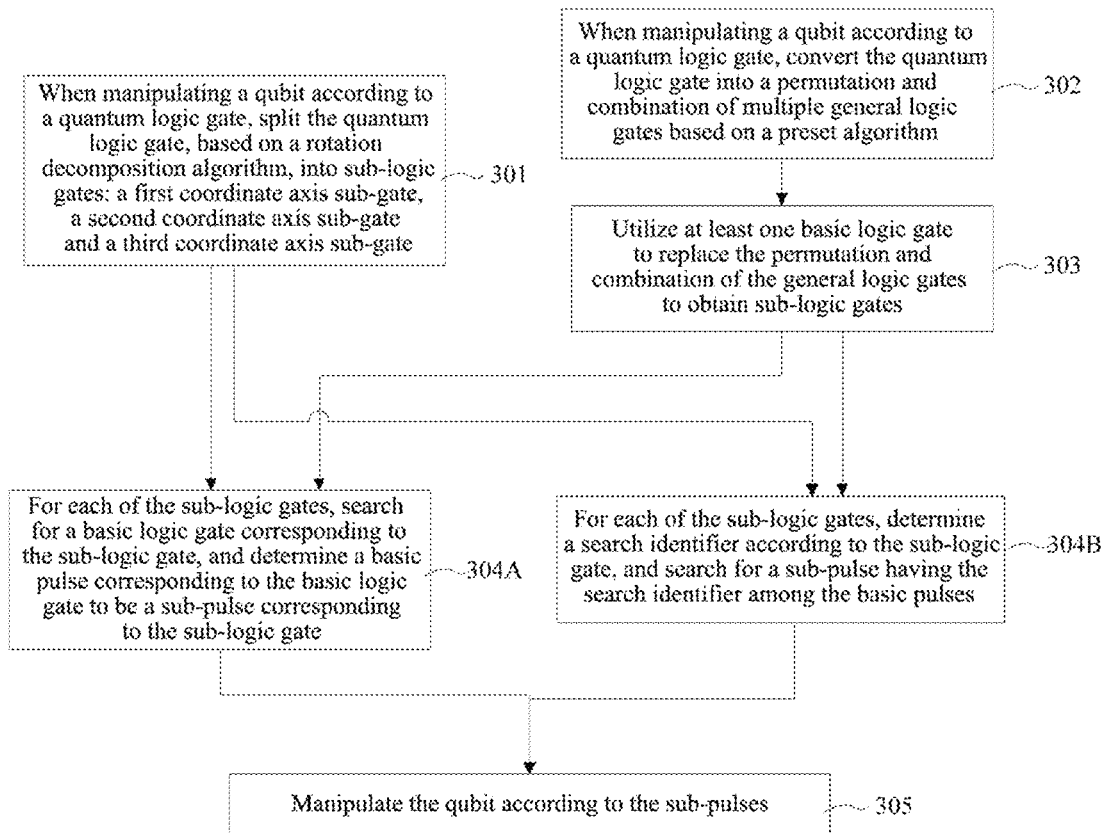 When manipulating a qubit according to
a quantum logic gate, convert the quantum
logic gate into a permutation and
combination of multiple general logic
gates based on a preset algorithm
302
When manipulating a qubit according to
a quantum logic gate, split the quantum
logic gate, based on a rotation
decomposition algorithm, into sub-logic
gates: a first coordinate axis sub-gate,
a second coordinate axis sub-gate
and a third coordinate axis sub-gate
301
Utilize at least one basic logic gate
to replace the permutation and
combination of the general logic gates
to obtain sub-logic gates
303
For each of the sub-logic gates, search
for a basic logic gate corresponding to
the sub-logic gate, and determine a basic
pulse corresponding to the basic logic
gate to be a sub-pulse corresponding
to the sub-logic gate
304A
For each of the sub-logic gates, determine
a search identifier according to the sub-logic
gate, and search for a sub-pulse having the
search identifier among the basic pulses
304B
Manipulate the qubit according to the sub-pulses
305